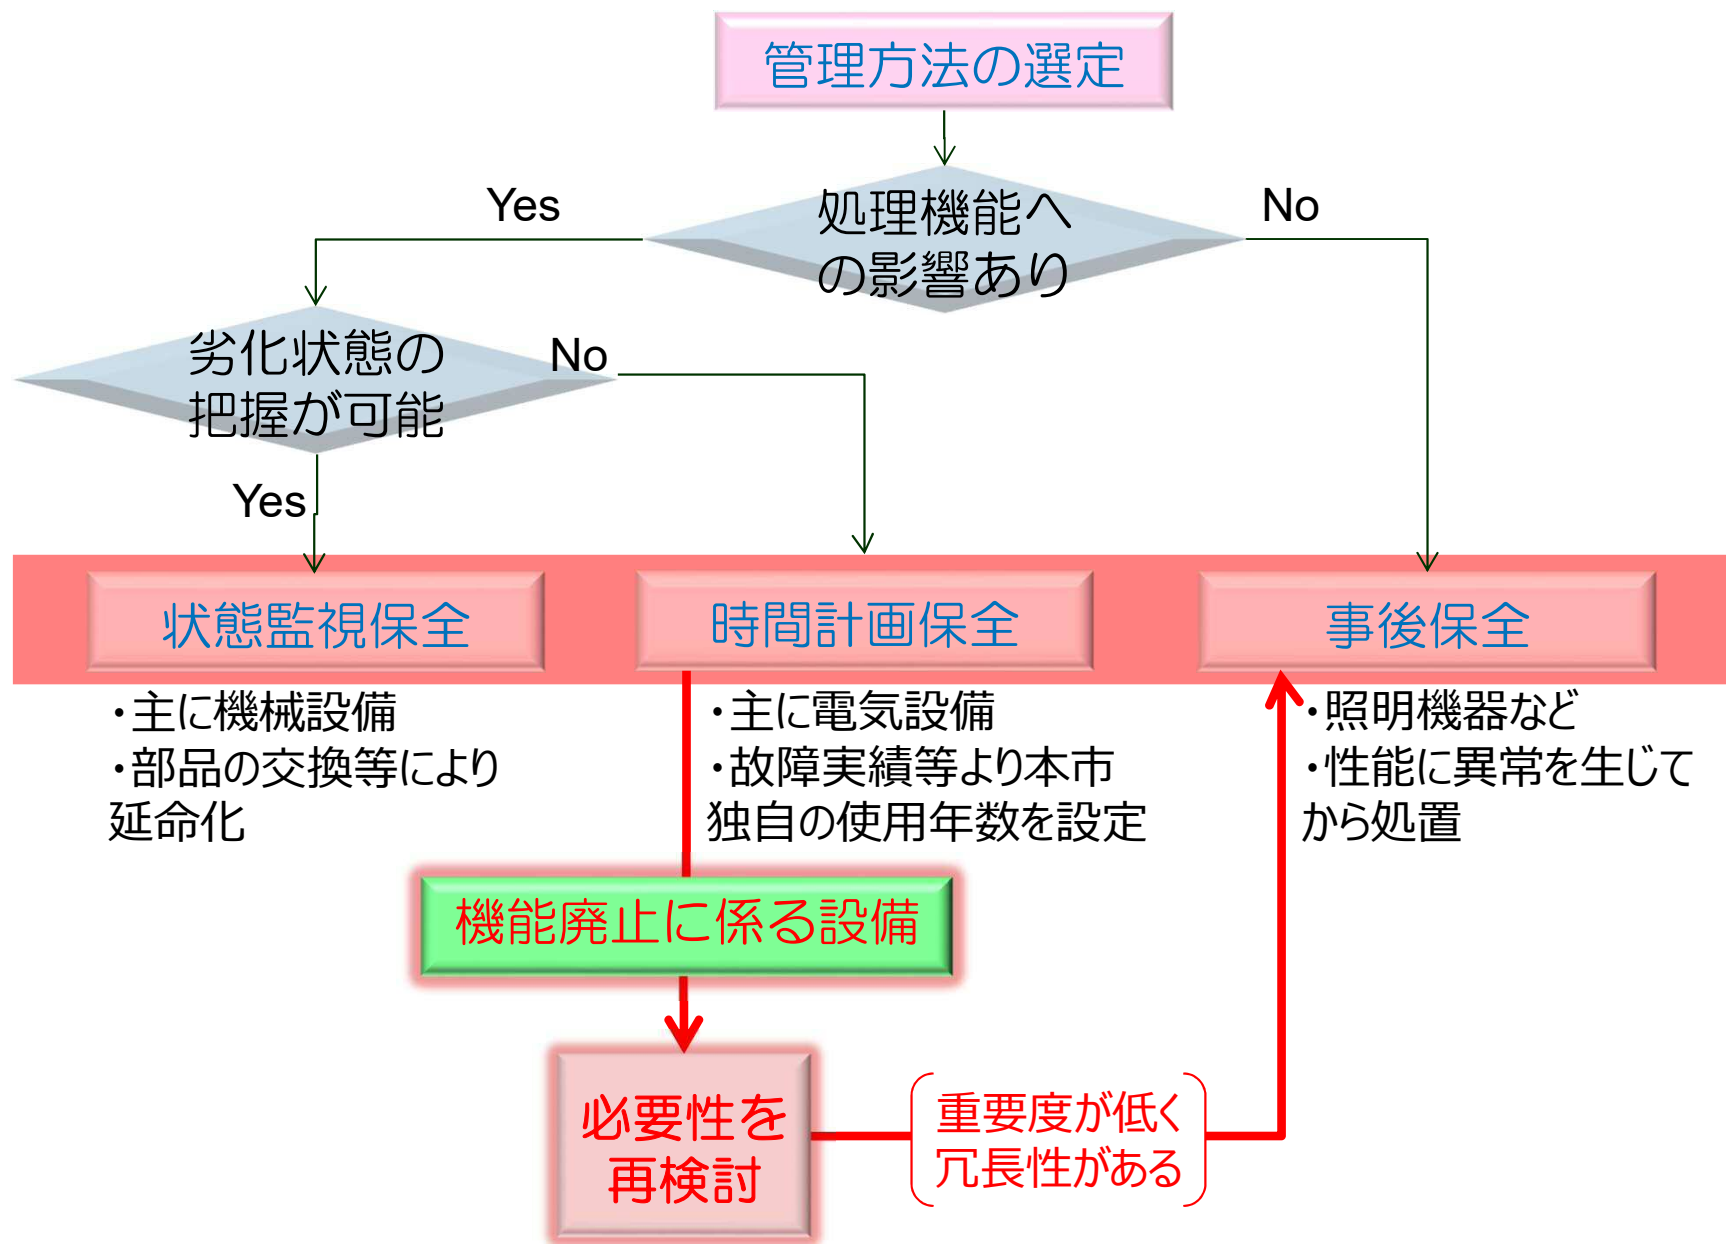 管理方法の選定
Yes
処理機能へ
の影響あり
No
劣化状態の
把握が可能
No
Yes
状態監視保全
時間計画保全
事後保全
・主に機械設備
・部品の交換等により
延命化
・主に電気設備
・故障実績等より本市
独自の使用年数を設定
・照明機器など
・性能に異常を生じて
から処置
機能廃止に係る設備
必要性を
再検討
重要度が低く
冗長性がある